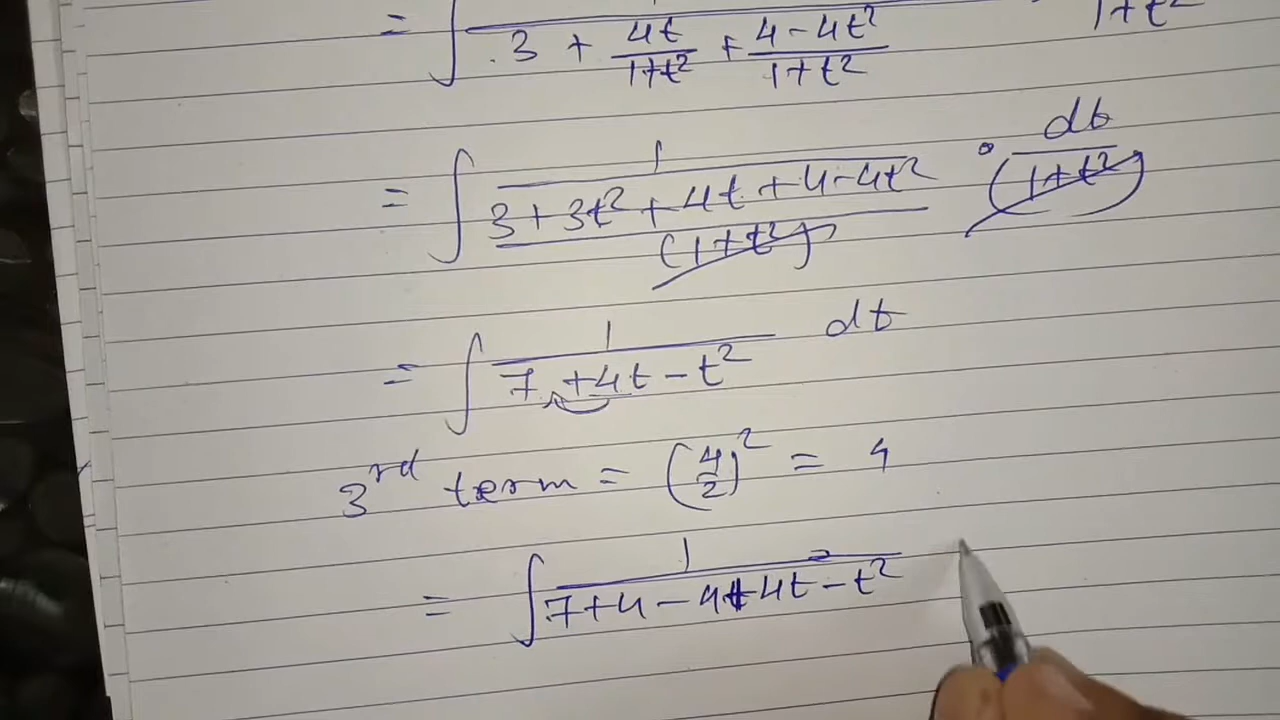 = ∫ 1/(3 + 4t/(1+t²) + (4-4t²)/(1+t²)) 1+t²
= ∫ 1/((3+3t²+4t+4-4t²)/(1+t²)) · dt/(1+t²)
= ∫ 1/(7+4t-t²) dt
3rd term = (4/2)² = 4
= ∫ 1/(7+4-4+4t-t²)